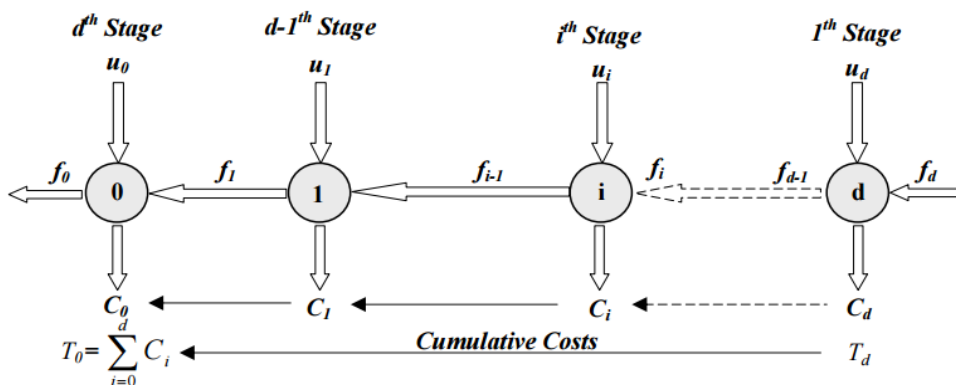 dth Stage d-1th Stage ith Stage 1th Stage
u0 u1 ui ud
f0 f1 fi-1 fi fd-1 fd
0 1 i d
C0 C1 Ci Cd
T0= ∑ d i=0 Ci Cumulative Costs Td